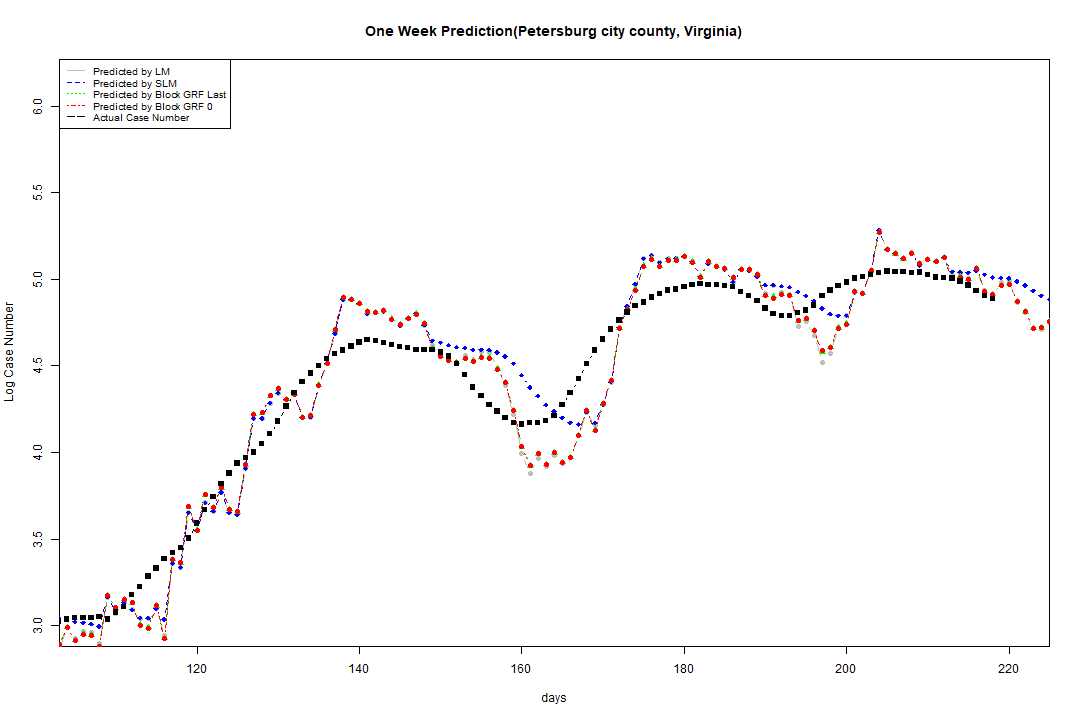 One Week Prediction(Petersburg city county, Virginia)
Predicted by LM
Predicted by SLM
Predicted by Block GRF Last
Predicted by Block GRF 0
Actual Case Number
Log Case Number
6.0
5.5
5.0
4.5
4.0
3.5
3.0
120 140 160 180 200 220
days